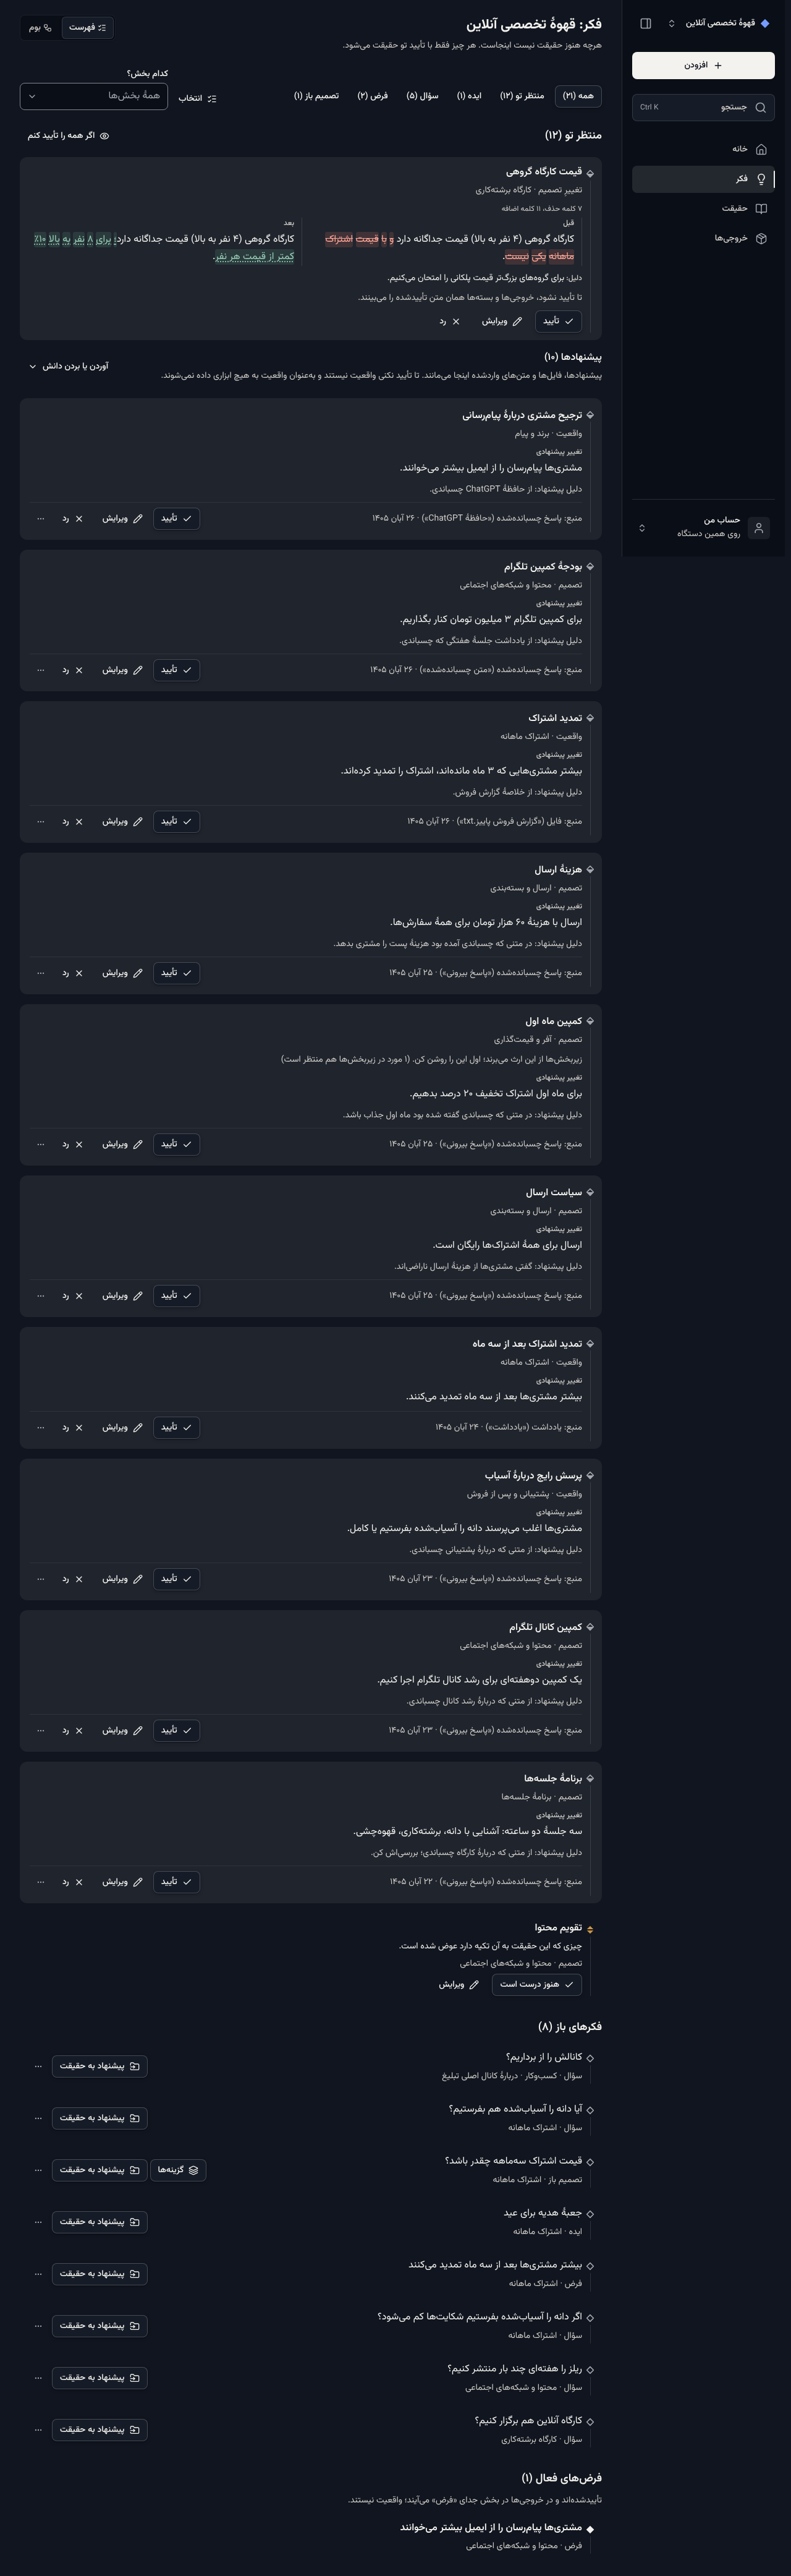 قهوهٔ تخصصی آنلاین
افزودن
جستجو
Ctrl K
خانه
فکر
حقیقت
خروجی‌ها
حساب من
روی همین دستگاه
فکر: قهوهٔ تخصصی آنلاین
هرچه هنوز حقیقت نیست اینجاست. هر چیز فقط با تأیید تو حقیقت می‌شود.
فهرست
بوم
همه (۲۱)
منتظر تو (۱۲)
ایده (۱)
سؤال (۵)
فرض (۲)
تصمیم باز (۱)
انتخاب
کدام بخش؟
همهٔ بخش‌ها
منتظر تو (۱۲)
اگر همه را تأیید کنم
قیمت کارگاه گروهی
تغییرِ تصمیم · کارگاه برشته‌کاری
۷ کلمه حذف، ۱۱ کلمه اضافه
قبل
کارگاه گروهی (۴ نفر به بالا) قیمت جداگانه دارد و با قیمت اشتراک
ماهانه یکی نیست.
بعد
کارگاه گروهی (۴ نفر به بالا) قیمت جداگانه دارد؛ برای ۸ نفر به بالا ۱۰٪
کمتر از قیمت هر نفر.
دلیل: برای گروه‌های بزرگ‌تر قیمت پلکانی را امتحان می‌کنیم.
تا تأیید نشود، خروجی‌ها و بسته‌ها همان متن تأییدشده را می‌بینند.
تأیید
ویرایش
رد
پیشنهادها (۱۰)
پیشنهادها، فایل‌ها و متن‌های واردشده اینجا می‌مانند. تا تأیید نکنی واقعیت نیستند و به‌عنوان واقعیت به هیچ ابزاری داده نمی‌شوند.
آوردن یا بردن دانش
ترجیح مشتری دربارهٔ پیام‌رسانی
واقعیت · برند و پیام
تغییر پیشنهادی
مشتری‌ها پیام‌رسان را از ایمیل بیشتر می‌خوانند.
دلیل پیشنهاد: از حافظهٔ ChatGPT چسباندی.
منبع: پاسخ چسبانده‌شده («حافظهٔ ChatGPT») · ۲۶ آبان ۱۴۰۵
تأیید
ویرایش
رد
بودجهٔ کمپین تلگرام
تصمیم · محتوا و شبکه‌های اجتماعی
تغییر پیشنهادی
برای کمپین تلگرام ۳ میلیون تومان کنار بگذاریم.
دلیل پیشنهاد: از یادداشت جلسهٔ هفتگی که چسباندی.
منبع: پاسخ چسبانده‌شده («متن چسبانده‌شده») · ۲۶ آبان ۱۴۰۵
تأیید
ویرایش
رد
تمدید اشتراک
واقعیت · اشتراک ماهانه
تغییر پیشنهادی
بیشتر مشتری‌هایی که ۳ ماه مانده‌اند، اشتراک را تمدید کرده‌اند.
دلیل پیشنهاد: از خلاصهٔ گزارش فروش.
منبع: فایل («گزارش فروش پاییز.txt») · ۲۶ آبان ۱۴۰۵
تأیید
ویرایش
رد
هزینهٔ ارسال
تصمیم · ارسال و بسته‌بندی
تغییر پیشنهادی
ارسال با هزینهٔ ۶۰ هزار تومان برای همهٔ سفارش‌ها.
دلیل پیشنهاد: در متنی که چسباندی آمده بود هزینهٔ پست را مشتری بدهد.
منبع: پاسخ چسبانده‌شده («پاسخ بیرونی») · ۲۵ آبان ۱۴۰۵
تأیید
ویرایش
رد
کمپین ماه اول
تصمیم · آفر و قیمت‌گذاری
زیربخش‌ها از این ارث می‌برند؛ اول این را روشن کن. (۱ مورد در زیربخش‌ها هم منتظر است)
تغییر پیشنهادی
برای ماه اول اشتراک تخفیف ۲۰ درصد بدهیم.
دلیل پیشنهاد: در متنی که چسباندی گفته شده بود ماه اول جذاب باشد.
منبع: پاسخ چسبانده‌شده («پاسخ بیرونی») · ۲۵ آبان ۱۴۰۵
تأیید
ویرایش
رد
سیاست ارسال
تصمیم · ارسال و بسته‌بندی
تغییر پیشنهادی
ارسال برای همهٔ اشتراک‌ها رایگان است.
دلیل پیشنهاد: گفتی مشتری‌ها از هزینهٔ ارسال ناراضی‌اند.
منبع: پاسخ چسبانده‌شده («پاسخ بیرونی») · ۲۵ آبان ۱۴۰۵
تأیید
ویرایش
رد
تمدید اشتراک بعد از سه ماه
واقعیت · اشتراک ماهانه
تغییر پیشنهادی
بیشتر مشتری‌ها بعد از سه ماه تمدید می‌کنند.
منبع: یادداشت («یادداشت») · ۲۴ آبان ۱۴۰۵
تأیید
ویرایش
رد
پرسش رایج دربارهٔ آسیاب
واقعیت · پشتیبانی و پس از فروش
تغییر پیشنهادی
مشتری‌ها اغلب می‌پرسند دانه را آسیاب‌شده بفرستیم یا کامل.
دلیل پیشنهاد: از متنی که دربارهٔ پشتیبانی چسباندی.
منبع: پاسخ چسبانده‌شده («پاسخ بیرونی») · ۲۳ آبان ۱۴۰۵
تأیید
ویرایش
رد
کمپین کانال تلگرام
تصمیم · محتوا و شبکه‌های اجتماعی
تغییر پیشنهادی
یک کمپین دوهفته‌ای برای رشد کانال تلگرام اجرا کنیم.
دلیل پیشنهاد: از متنی که دربارهٔ رشد کانال چسباندی.
منبع: پاسخ چسبانده‌شده («پاسخ بیرونی») · ۲۳ آبان ۱۴۰۵
تأیید
ویرایش
رد
برنامهٔ جلسه‌ها
تصمیم · برنامهٔ جلسه‌ها
تغییر پیشنهادی
سه جلسهٔ دو ساعته: آشنایی با دانه، برشته‌کاری، قهوه‌چشی.
دلیل پیشنهاد: از متنی که دربارهٔ کارگاه چسباندی؛ بررسی‌اش کن.
منبع: پاسخ چسبانده‌شده («پاسخ بیرونی») · ۲۲ آبان ۱۴۰۵
تأیید
ویرایش
رد
تقویم محتوا
چیزی که این حقیقت به آن تکیه دارد عوض شده است.
تصمیم · محتوا و شبکه‌های اجتماعی
هنوز درست است
ویرایش
فکرهای باز (۸)
کانالش را از برداریم؟
سؤال · کسب‌وکار · دربارهٔ کانال اصلی تبلیغ
پیشنهاد به حقیقت
آیا دانه را آسیاب‌شده هم بفرستیم؟
سؤال · اشتراک ماهانه
پیشنهاد به حقیقت
قیمت اشتراک سه‌ماهه چقدر باشد؟
تصمیم باز · اشتراک ماهانه
گزینه‌ها
پیشنهاد به حقیقت
جعبهٔ هدیه برای عید
ایده · اشتراک ماهانه
پیشنهاد به حقیقت
بیشتر مشتری‌ها بعد از سه ماه تمدید می‌کنند
فرض · اشتراک ماهانه
پیشنهاد به حقیقت
اگر دانه را آسیاب‌شده بفرستیم شکایت‌ها کم می‌شود؟
سؤال · اشتراک ماهانه
پیشنهاد به حقیقت
ریلز را هفته‌ای چند بار منتشر کنیم؟
سؤال · محتوا و شبکه‌های اجتماعی
پیشنهاد به حقیقت
کارگاه آنلاین هم برگزار کنیم؟
سؤال · کارگاه برشته‌کاری
پیشنهاد به حقیقت
فرض‌های فعال (۱)
تأییدشده‌اند و در خروجی‌ها در بخش جدای «فرض» می‌آیند؛ واقعیت نیستند.
مشتری‌ها پیام‌رسان را از ایمیل بیشتر می‌خوانند
فرض · محتوا و شبکه‌های اجتماعی